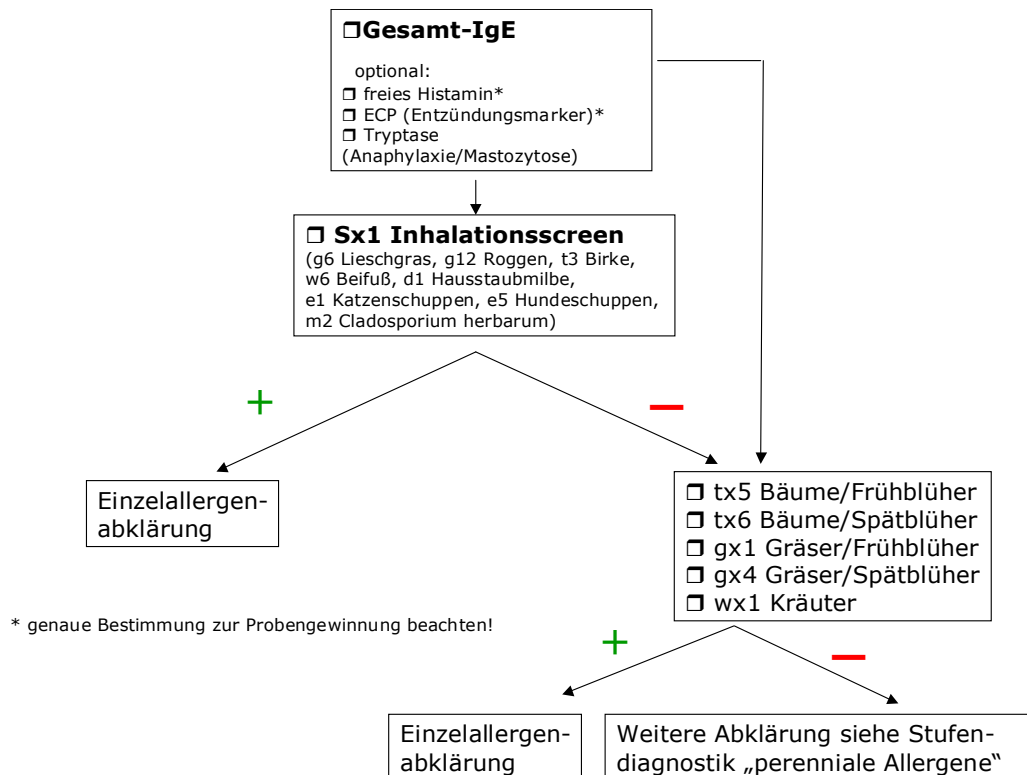 ❒Gesamt-IgE
optional:
❒ freies Histamin*
❒ ECP (Entzündungsmarker)*
❒ Tryptase
(Anaphylaxie/Mastozytose)
❒ Sx1 Inhalationsscreen
(g6 Lieschgras, g12 Roggen, t3 Birke,
w6 Beifuß, d1 Hausstaubmilbe,
e1 Katzenschuppen, e5 Hundeschuppen,
m2 Cladosporium herbarum)
+
—
Einzelallergen-
abklärung
❒ tx5 Bäume/Frühblüher
❒ tx6 Bäume/Spätblüher
❒ gx1 Gräser/Frühblüher
❒ gx4 Gräser/Spätblüher
❒ wx1 Kräuter
* genaue Bestimmung zur Probengewinnung beachten!
+
—
Einzelallergen-
abklärung
Weitere Abklärung siehe Stufen-
diagnostik „perenniale Allergene“